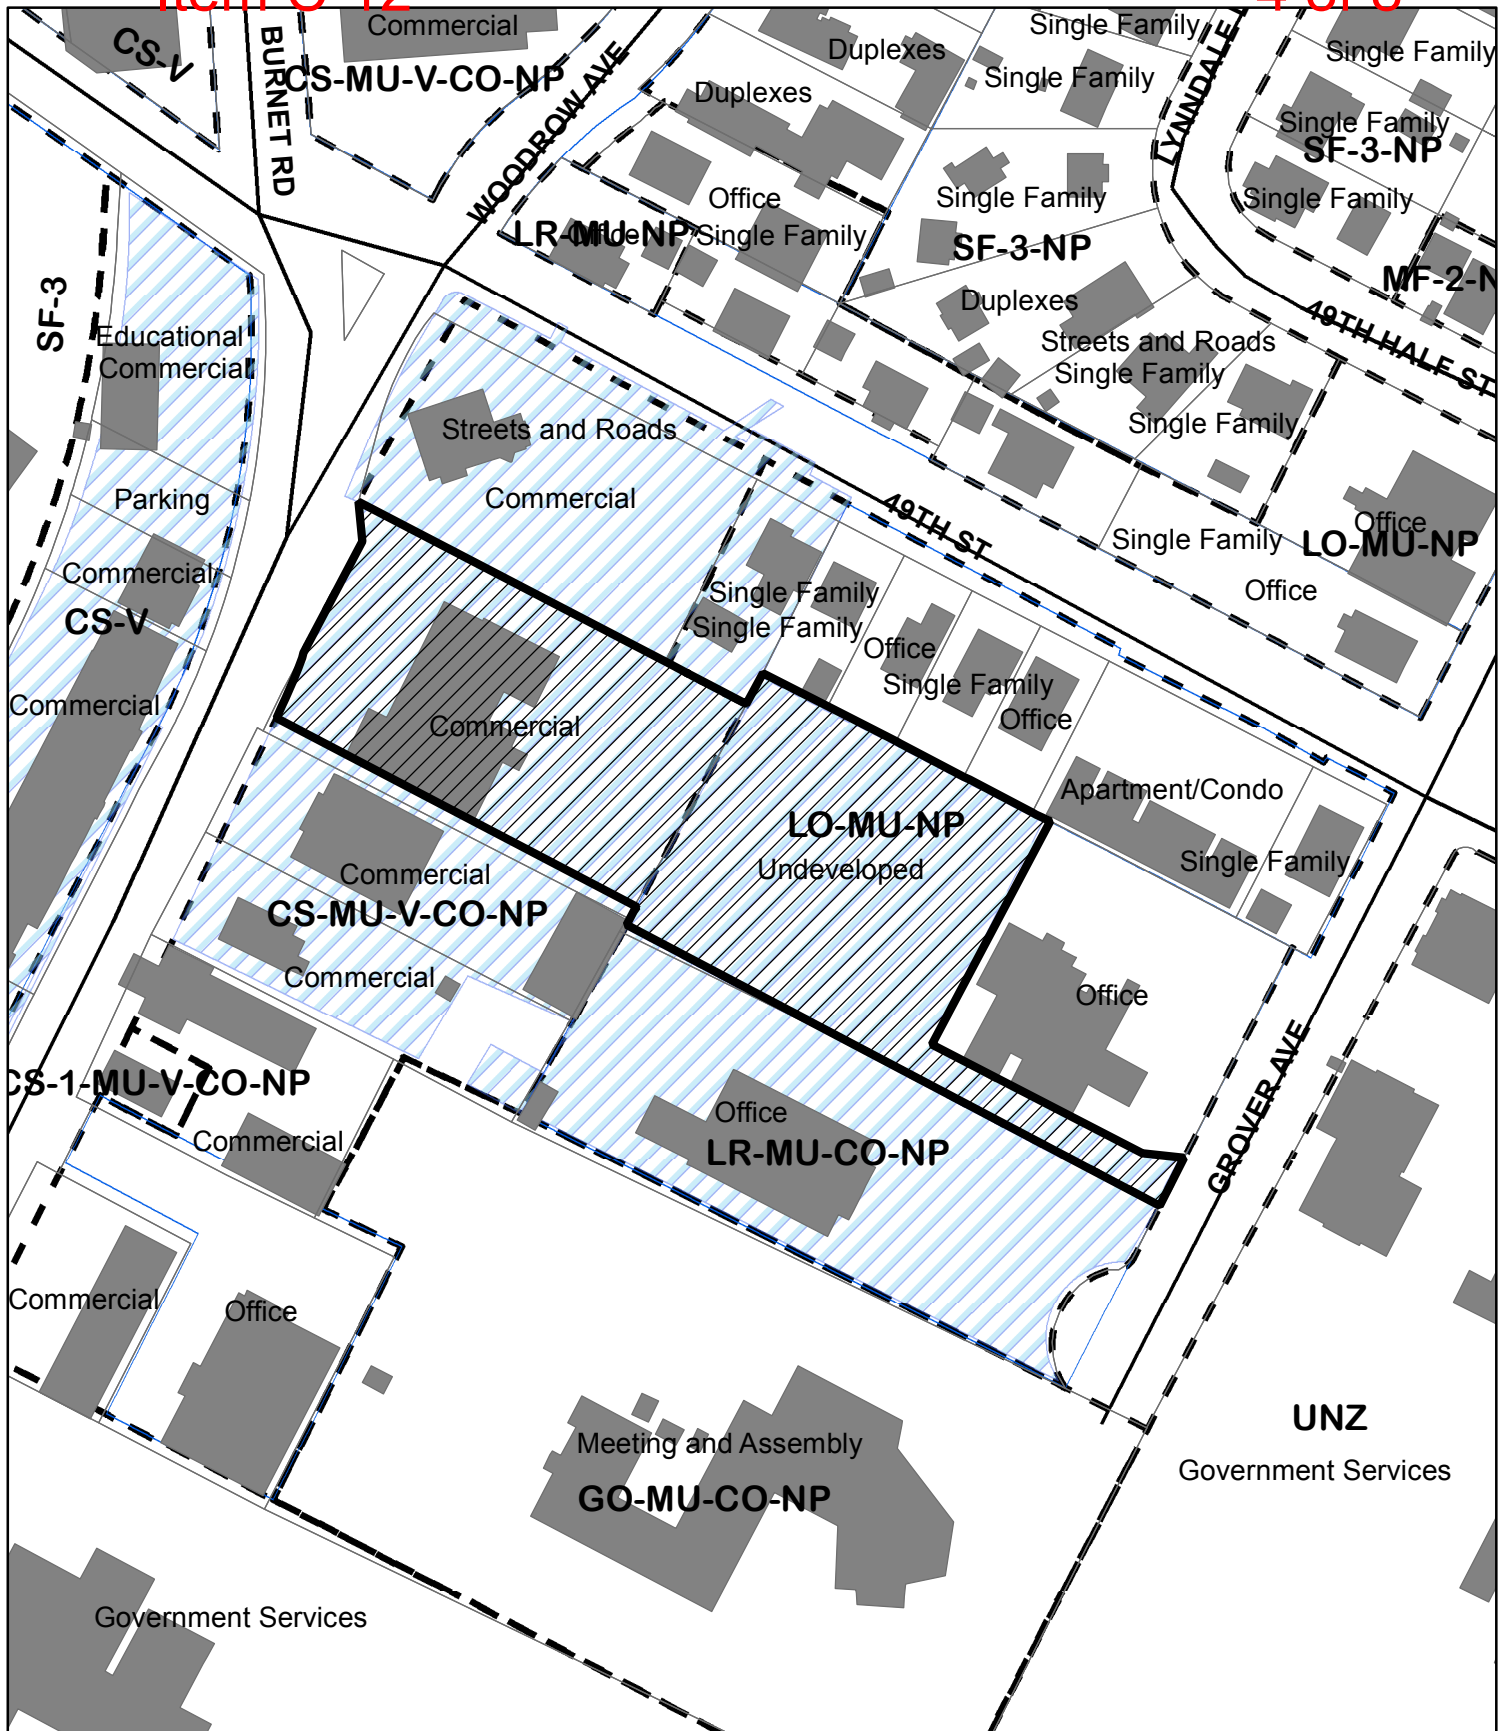 Item C-12
4 of 6
Commercial
CS-V
BURNET RD
CS-MU-V-CO-NP
WOODROW AVE
Duplexes
Duplexes
Single Family
Single Family
LYNNDALE
Single Family
Single Family
SF-3-NP
Single Family
Single Family
Office
LR-MU-NP
Office
Single Family
SF-3-NP
MF-2-N
Duplexes
49TH HALF ST
Streets and Roads
Single Family
Single Family
SF-3
Educational
Commercial
Streets and Roads
Commercial
Parking
49TH ST
Single Family
Office
LO-MU-NP
Office
Commercial
CS-V
Single Family
Single Family
Office
Single Family
Office
Commercial
Commercial
Apartment/Condo
LO-MU-NP
Undeveloped
Single Family
Commercial
CS-MU-V-CO-NP
Commercial
Office
GROVER AVE
CS-1-MU-V-CO-NP
Commercial
Office
LR-MU-CO-NP
Commercial
Office
UNZ
Government Services
Meeting and Assembly
GO-MU-CO-NP
Government Services